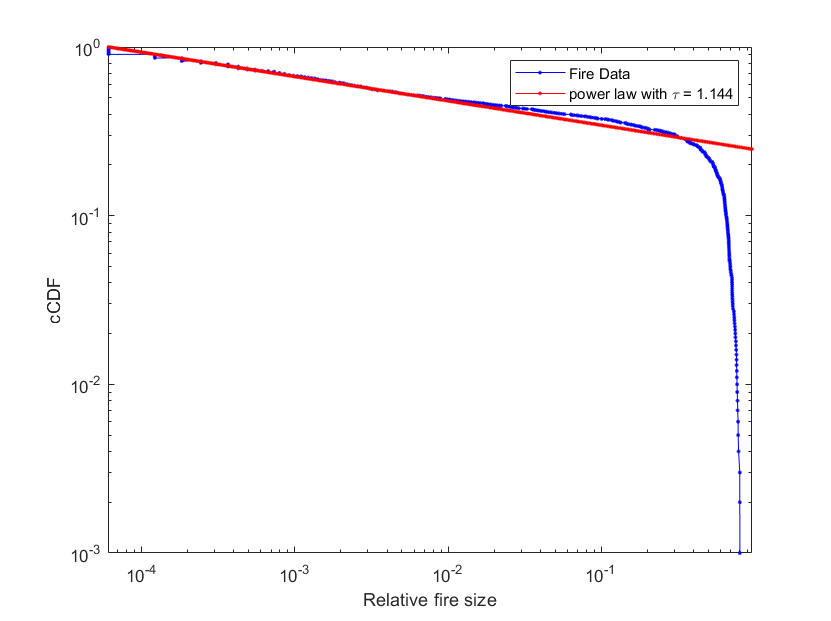 10^0
10^-1
10^-2
10^-3
cCDF
Fire Data
power law with τ = 1.144
10^-4
10^-3
10^-2
10^-1
Relative fire size